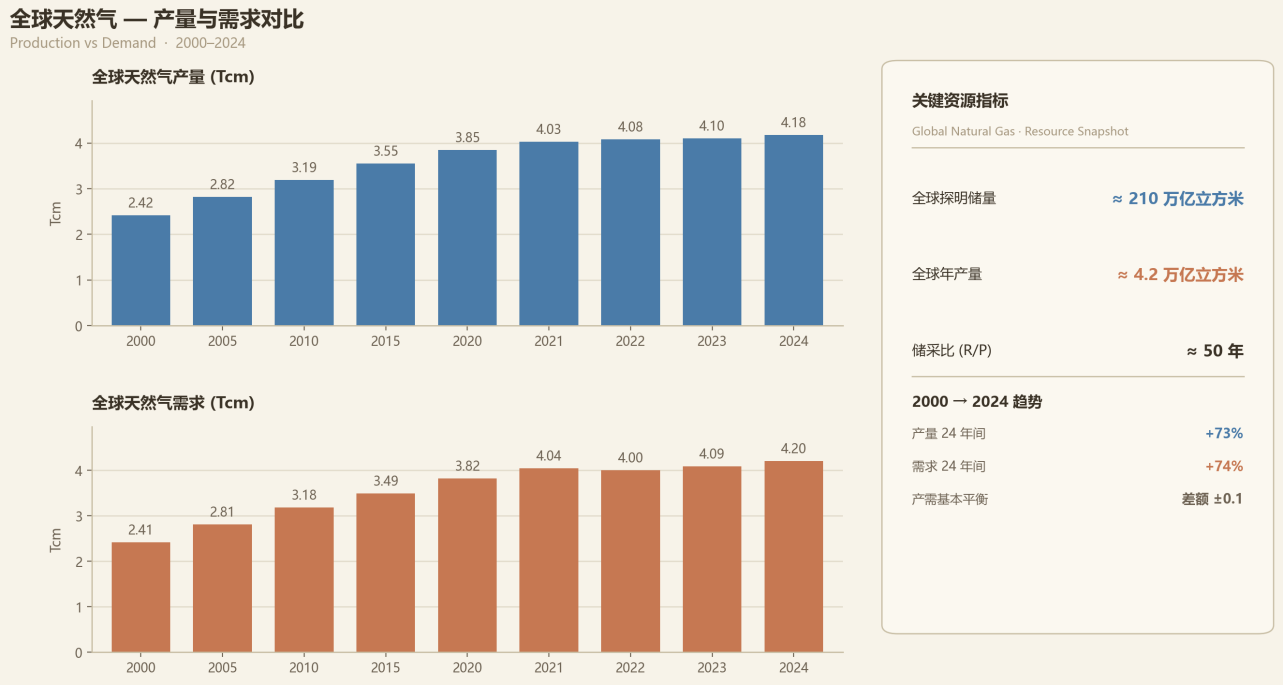 全球天然气 — 产量与需求对比
Production vs Demand · 2000–2024
全球天然气产量 (Tcm)
Tcm
4
3
2
1
0
2.42 2.82 3.19 3.55 3.85 4.03 4.08 4.10 4.18
2000 2005 2010 2015 2020 2021 2022 2023 2024
全球天然气需求 (Tcm)
Tcm
4
3
2
1
0
2.41 2.81 3.18 3.49 3.82 4.04 4.00 4.09 4.20
2000 2005 2010 2015 2020 2021 2022 2023 2024
关键资源指标
Global Natural Gas · Resource Snapshot
全球探明储量 ≈ 210 万亿立方米
全球年产量 ≈ 4.2 万亿立方米
储采比 (R/P) ≈ 50 年
2000 → 2024 趋势
产量 24 年间 +73%
需求 24 年间 +74%
产需基本平衡 差额 ±0.1